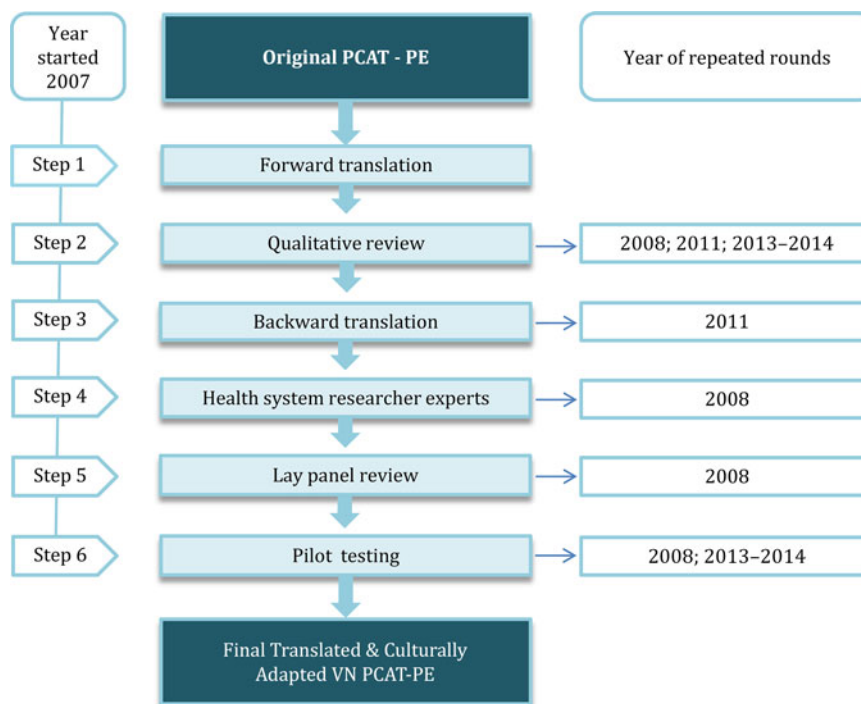 Year
started
2007
Original PCAT - PE
Year of repeated rounds
Step 1
Forward translation
Step 2
Qualitative review
2008; 2011; 2013–2014
Step 3
Backward translation
2011
Step 4
Health system researcher experts
2008
Step 5
Lay panel review
2008
Step 6
Pilot testing
2008; 2013–2014
Final Translated & Culturally
Adapted VN PCAT-PE